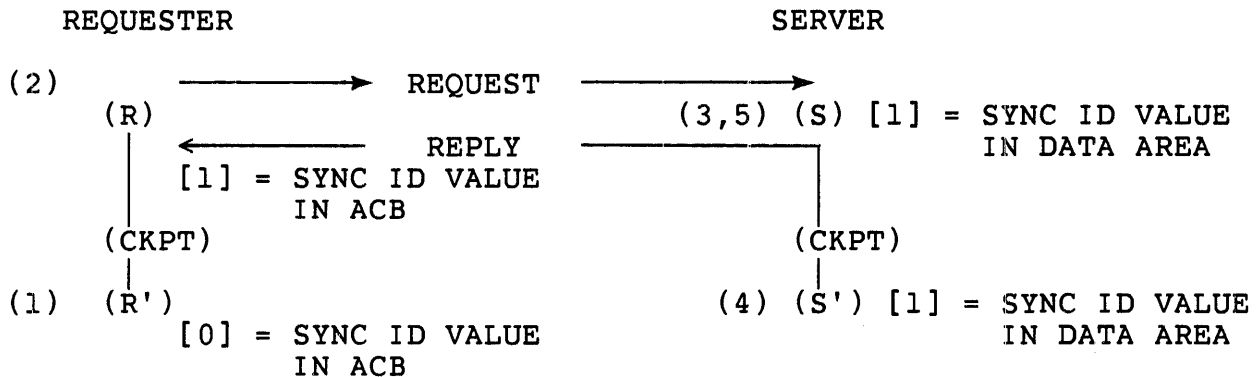 REQUESTER SERVER
(2) REQUEST
(R) (3,5) (S) [1] = SYNC ID VALUE
REPLY IN DATA AREA
[1] = SYNC ID VALUE
IN ACB
(CKPT) (CKPT)
(1) (R') (4) (S') [1] = SYNC ID VALUE
[0] = SYNC ID VALUE IN DATA AREA
IN ACB